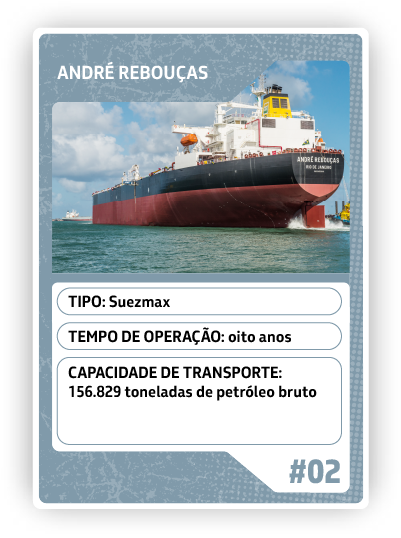 ANDRÉ REBOUÇAS
ANDRÉ REBOUÇAS
RIO DE JANEIRO
TIPO: Suezmax
TEMPO DE OPERAÇÃO: oito anos
CAPACIDADE DE TRANSPORTE:
156.829 toneladas de petróleo bruto
#02